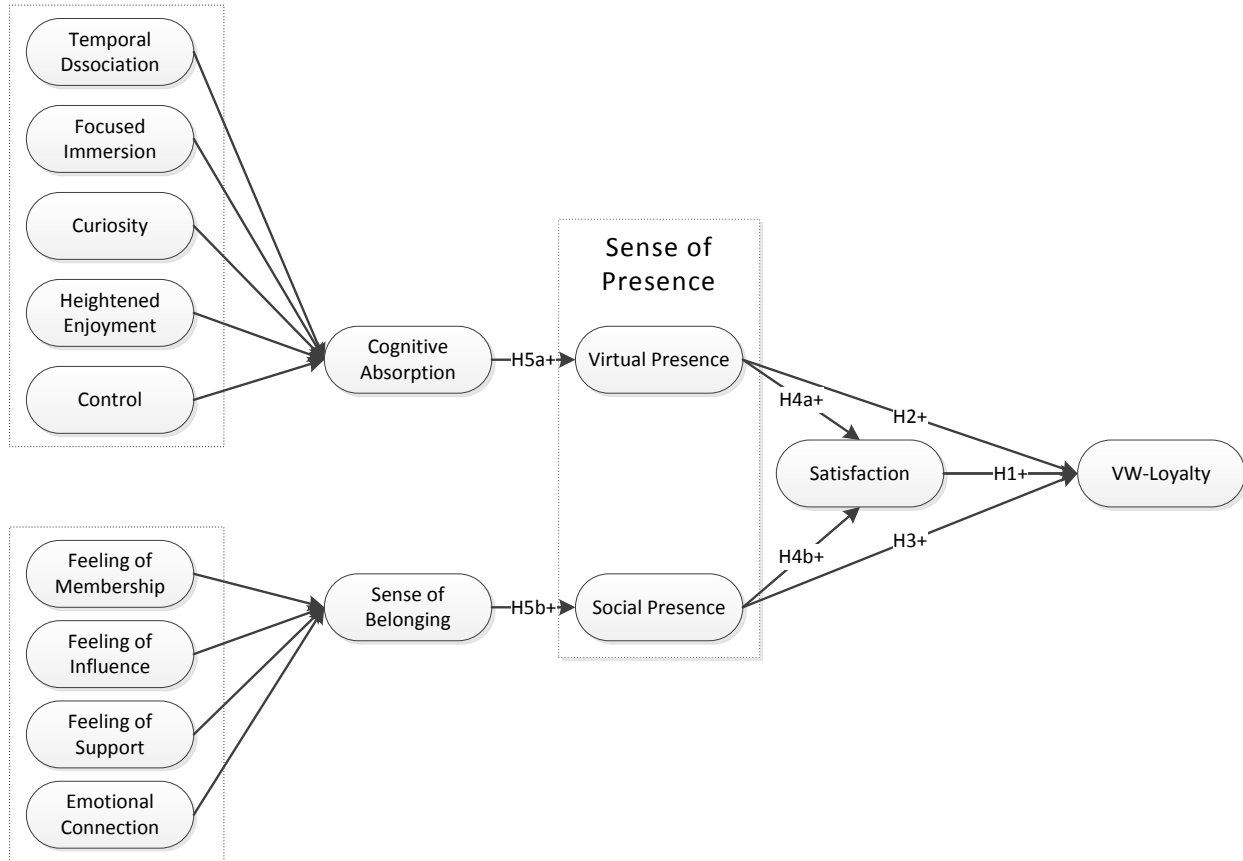 Temporal
Dssociation
Focused
Immersion
Curiosity
Heightened
Enjoyment
Control
Cognitive
Absorption
H5a+
Sense of
Presence
Virtual Presence
H4a+
H2+
Satisfaction
H1+
VW-Loyalty
H4b+
H3+
Feeling of
Membership
Feeling of
Influence
Feeling of
Support
Emotional
Connection
Sense of
Belonging
H5b+
Social Presence